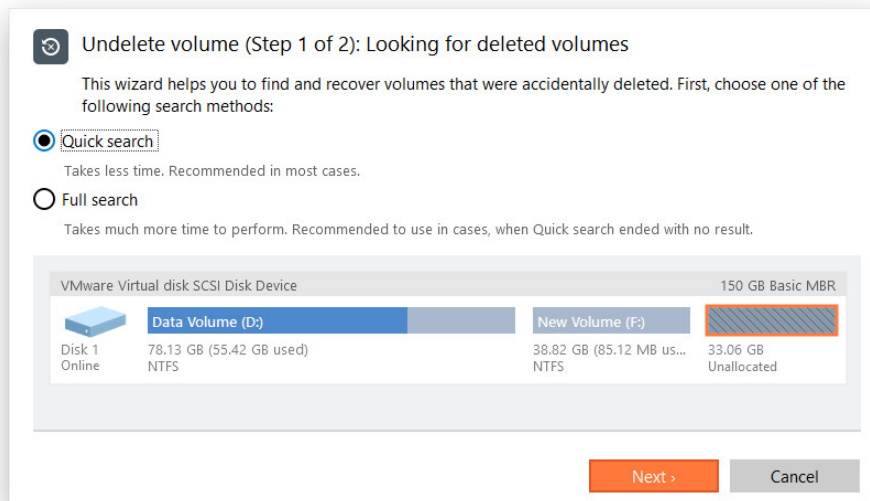 Undelete volume (Step 1 of 2): Looking for deleted volumes
This wizard helps you to find and recover volumes that were accidentally deleted. First, choose one of the
following search methods:
Quick search
Takes less time. Recommended in most cases.
Full search
Takes much more time to perform. Recommended to use in cases, when Quick search ended with no result.
VMware Virtual disk SCSI Disk Device 150 GB Basic MBR
Data Volume (D:) New Volume (F:)
Disk 1 78.13 GB (55.42 GB used) 38.82 GB (85.12 MB us... 33.06 GB
Online NTFS NTFS Unallocated
Next › Cancel